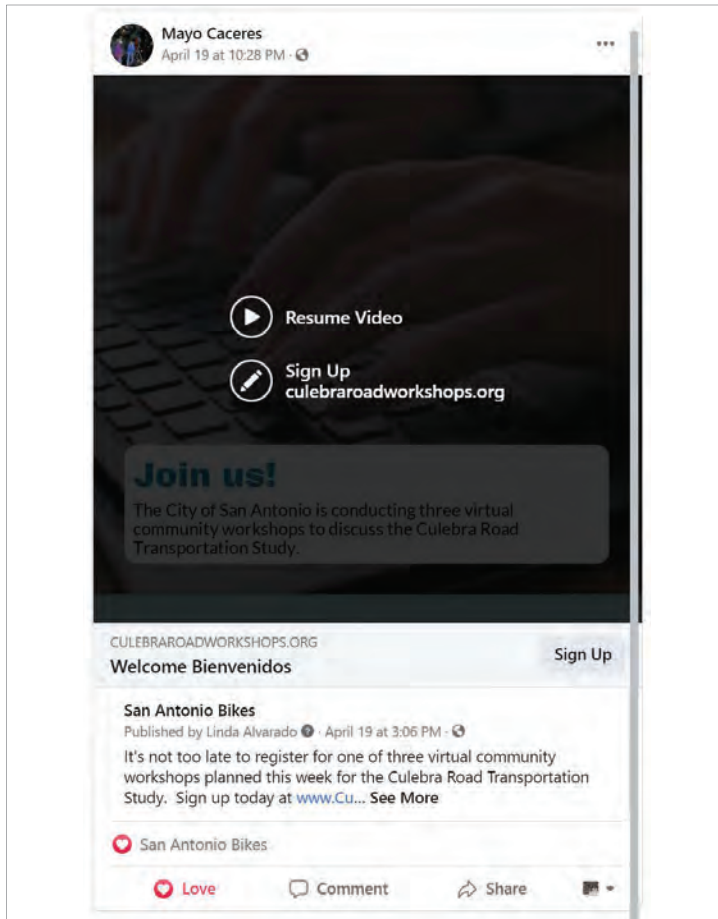 Mayo Caceres
April 19 at 10:28 PM ·
Resume Video
Sign Up
culebraroadworkshops.org
Join us!
The City of San Antonio is conducting three virtual
community workshops to discuss the Culebra Road
Transportation Study.
CULEBRAROADWORKSHOPS.ORG
Welcome Bienvenidos
Sign Up
San Antonio Bikes
Published by Linda Alvarado · April 19 at 3:06 PM ·
It's not too late to register for one of three virtual community
workshops planned this week for the Culebra Road Transportation
Study. Sign up today at www.Cu... See More
San Antonio Bikes
Love Comment Share